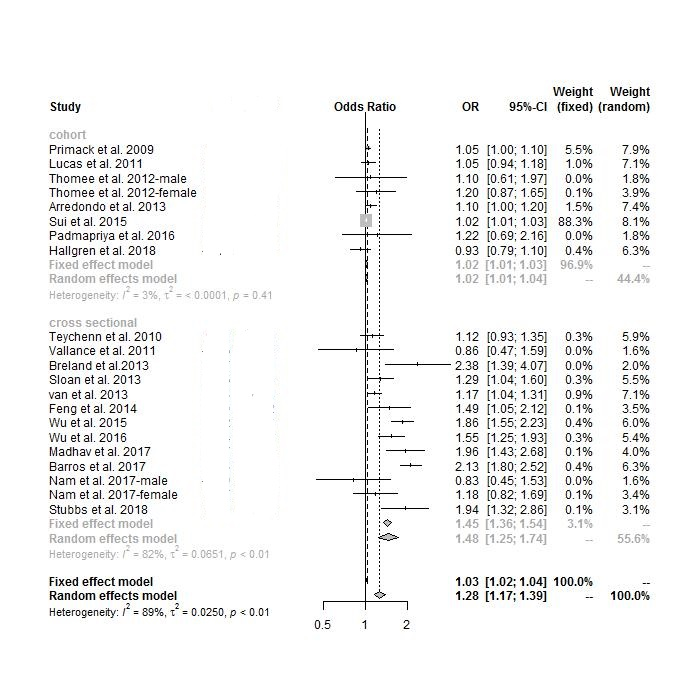 Weight Weight
Study Odds Ratio OR 95%-CI (fixed) (random)
cohort
Primack et al. 2009 1.05 [1.00; 1.10] 5.5% 7.9%
Lucas et al. 2011 1.05 [0.94; 1.18] 1.0% 7.1%
Thomee et al. 2012-male 1.10 [0.61; 1.97] 0.0% 1.8%
Thomee et al. 2012-female 1.20 [0.87; 1.65] 0.1% 3.9%
Arredondo et al. 2013 1.10 [1.00; 1.20] 1.5% 7.4%
Sui et al. 2015 1.02 [1.01; 1.03] 88.3% 8.1%
Padmapriya et al. 2016 1.22 [0.69; 2.16] 0.0% 1.8%
Hallgren et al. 2018 0.93 [0.79; 1.10] 0.4% 6.3%
Fixed effect model 1.02 [1.01; 1.03] 96.9% --
Random effects model 1.02 [1.01; 1.04] -- 44.4%
Heterogeneity: I² = 3%, τ² = < 0.0001, p = 0.41
cross sectional
Teychenn et al. 2010 1.12 [0.93; 1.35] 0.3% 5.9%
Vallance et al. 2011 0.86 [0.47; 1.59] 0.0% 1.6%
Breland et al.2013 2.38 [1.39; 4.07] 0.0% 2.0%
Sloan et al. 2013 1.29 [1.04; 1.60] 0.3% 5.5%
van et al. 2013 1.17 [1.04; 1.31] 0.9% 7.1%
Feng et al. 2014 1.49 [1.05; 2.12] 0.1% 3.5%
Wu et al. 2015 1.86 [1.55; 2.23] 0.4% 6.0%
Wu et al. 2016 1.55 [1.25; 1.93] 0.3% 5.4%
Madhav et al. 2017 1.96 [1.43; 2.68] 0.1% 4.0%
Barros et al. 2017 2.13 [1.80; 2.52] 0.4% 6.3%
Nam et al. 2017-male 0.83 [0.45; 1.53] 0.0% 1.6%
Nam et al. 2017-female 1.18 [0.82; 1.69] 0.1% 3.4%
Stubbs et al. 2018 1.94 [1.32; 2.86] 0.1% 3.1%
Fixed effect model 1.45 [1.36; 1.54] 3.1% --
Random effects model 1.48 [1.25; 1.74] -- 55.6%
Heterogeneity: I² = 82%, τ² = 0.0651, p < 0.01
Fixed effect model 1.03 [1.02; 1.04] 100.0% --
Random effects model 1.28 [1.17; 1.39] -- 100.0%
Heterogeneity: I² = 89%, τ² = 0.0250, p < 0.01
0.5 1 2